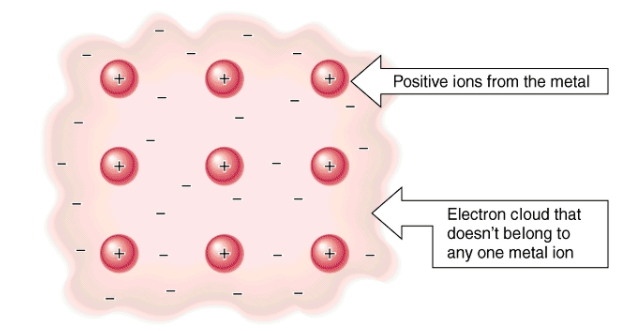 Positive ions from the metal
Electron cloud that
doesn't belong to
any one metal ion